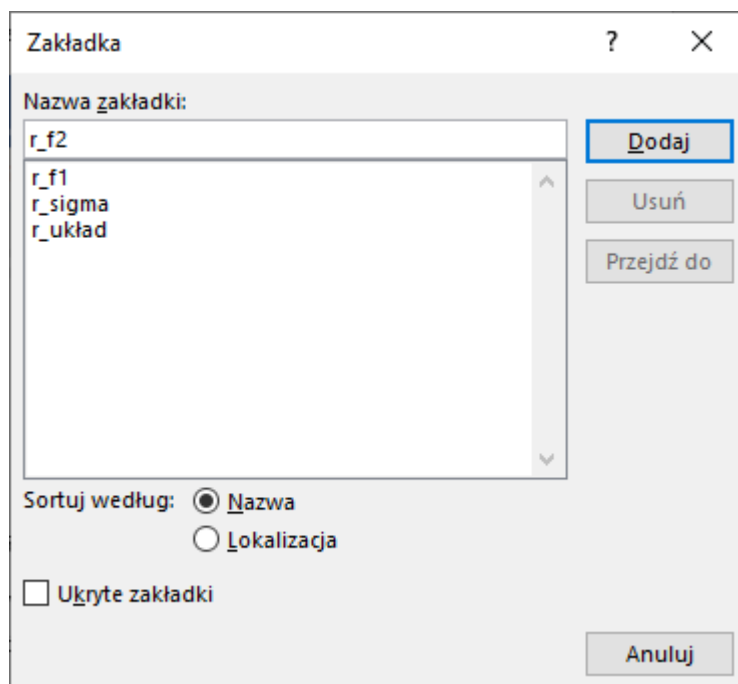 Zakładka
?
Nazwa zakładki:
r_f2
Dodaj
r_f1
r_sigma
r_układ
Usuń
Przejdź do
Sortuj według:
Nazwa
Lokalizacja
Ukryte zakładki
Anuluj